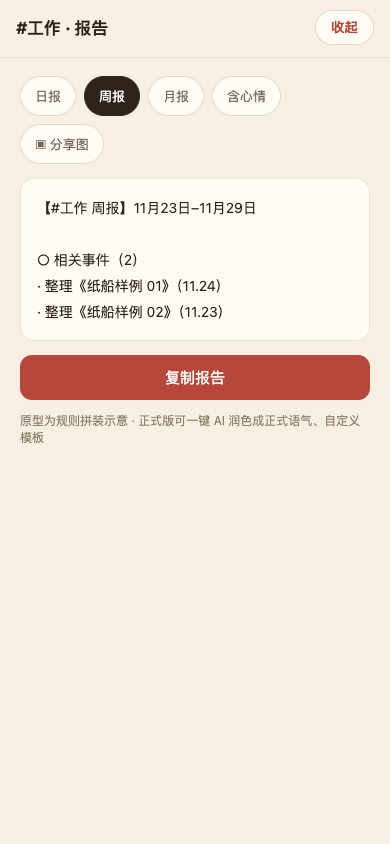 #工作 · 报告
收起
日报
周报
月报
含心情
▣ 分享图
【#工作 周报】11月23日–11月29日
〇 相关事件（2）
· 整理《纸船样例 01》（11.24）
· 整理《纸船样例 02》（11.23）
复制报告
原型为规则拼装示意 · 正式版可一键 AI 润色成正式语气、自定义
模板